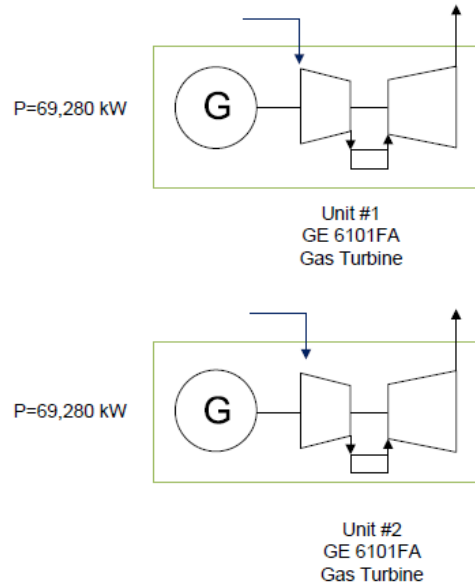 P=69,280 kW
G
Unit #1
GE 6101FA
Gas Turbine
P=69,280 kW
G
Unit #2
GE 6101FA
Gas Turbine